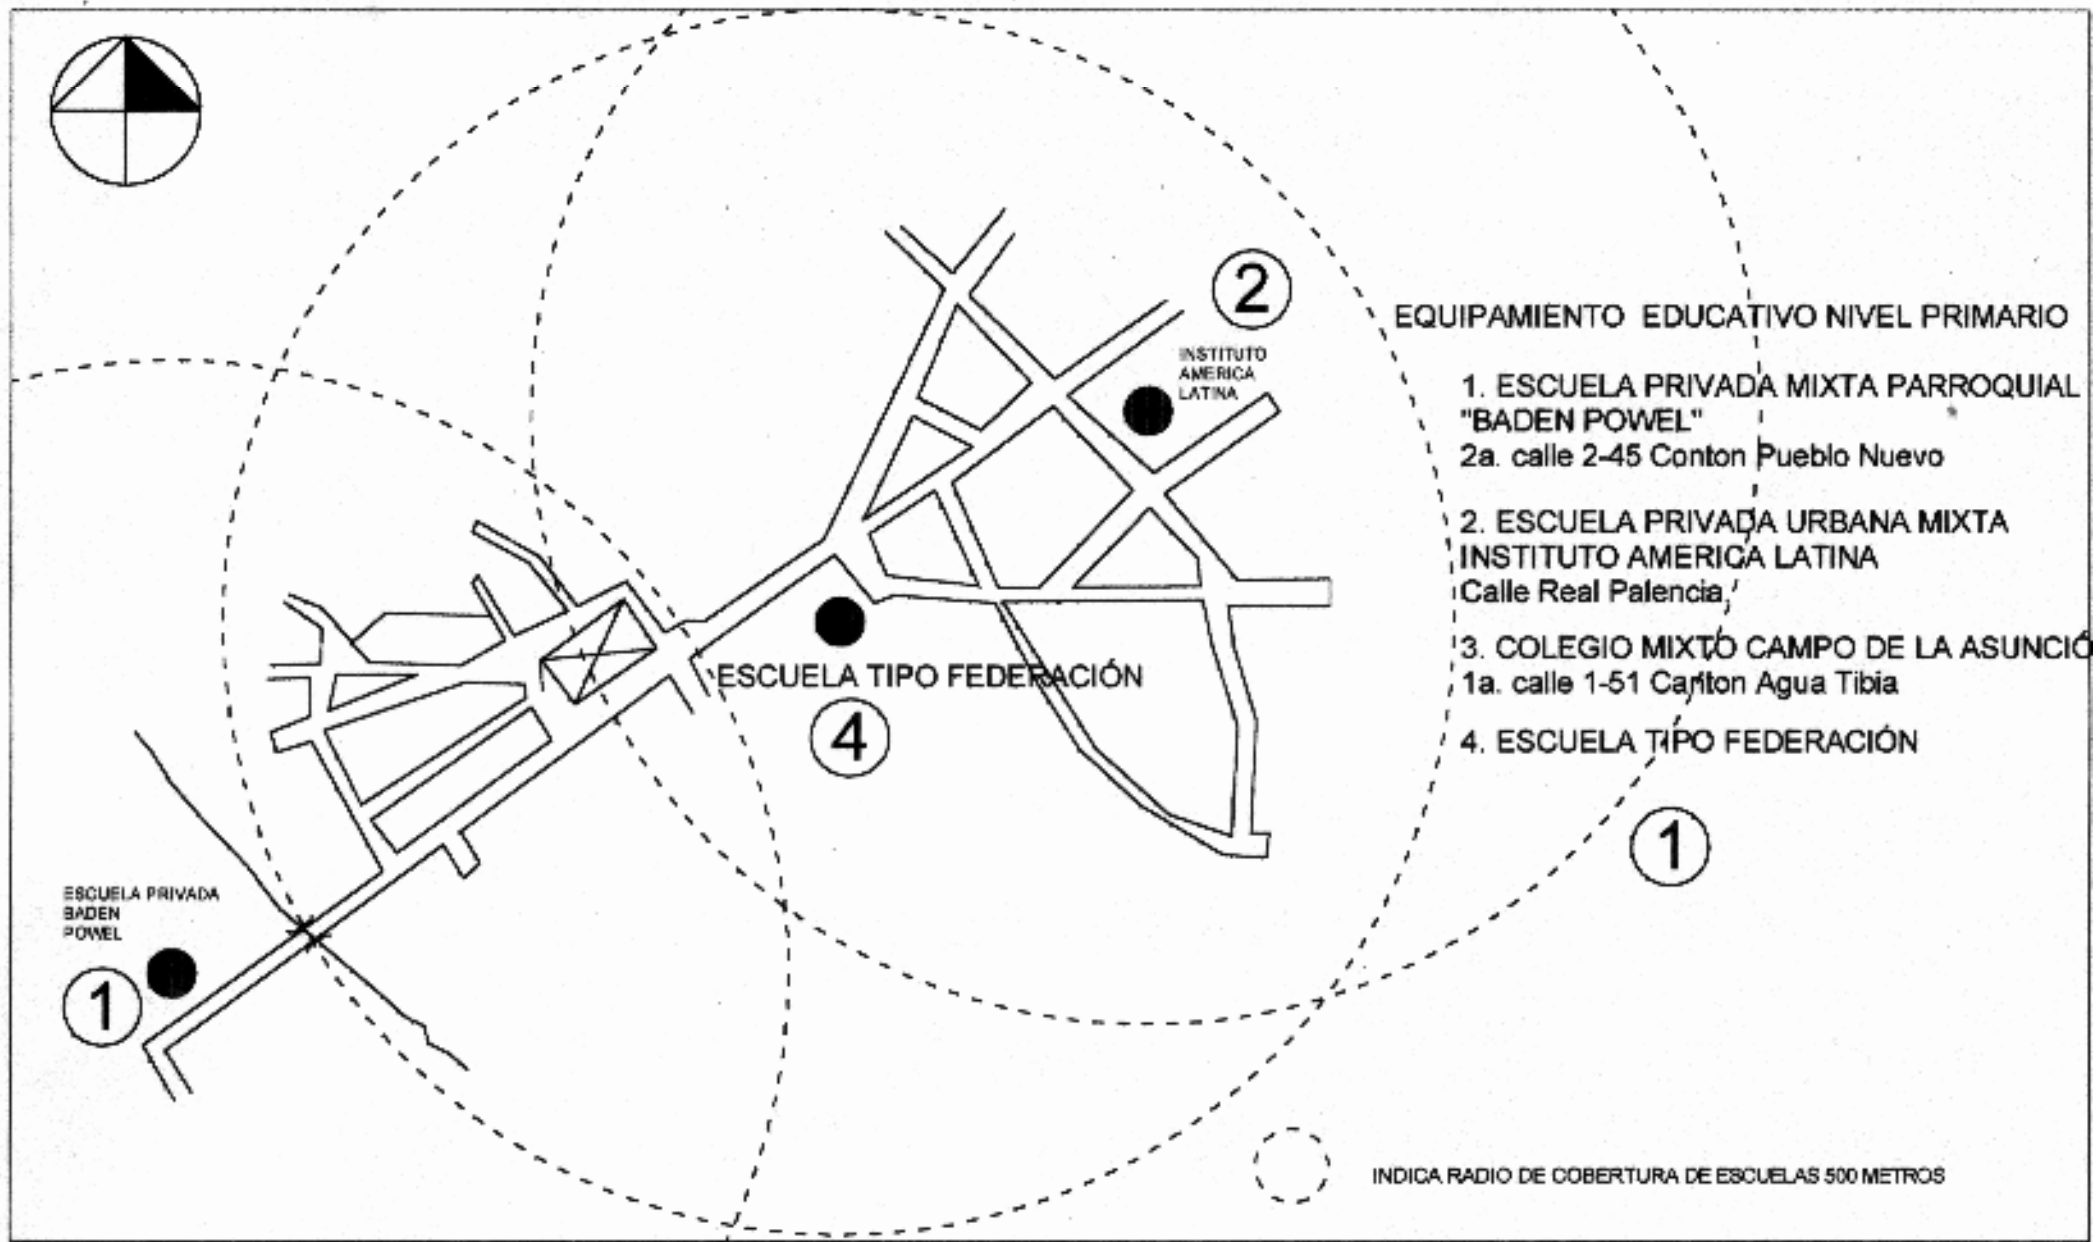 2
INSTITUTO
AMERICA
LATINA
EQUIPAMIENTO EDUCATIVO NIVEL PRIMARIO
1. ESCUELA PRIVADA MIXTA PARROQUIAL
"BADEN POWEL"
2a. calle 2-45 Conton Pueblo Nuevo
2. ESCUELA PRIVADA URBANA MIXTA
INSTITUTO AMERICA LATINA
Calle Real Palencia,
3. COLEGIO MIXTO CAMPO DE LA ASUNCIÓ
1a. calle 1-51 Canton Agua Tibia
4. ESCUELA TIPO FEDERACIÓN
ESCUELA TIPO FEDERACIÓN
4
1
ESCUELA PRIVADA
BADEN
POWEL
1
INDICA RADIO DE COBERTURA DE ESCUELAS 500 METROS